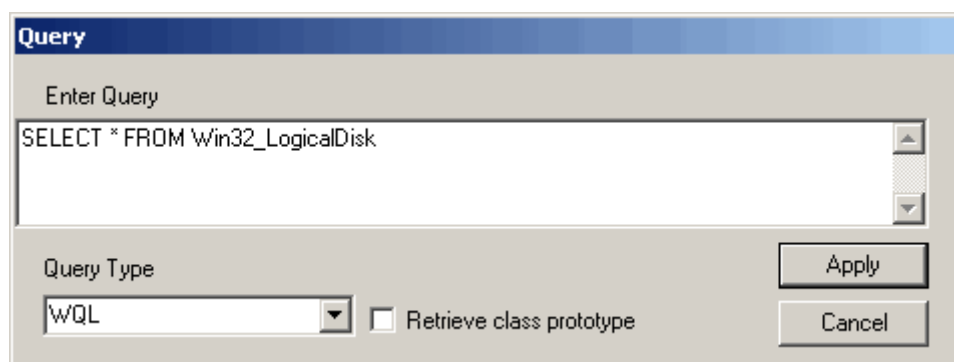 Query
Enter Query
SELECT * FROM Win32_LogicalDisk
Query Type
Apply
WQL
Retrieve class prototype
Cancel